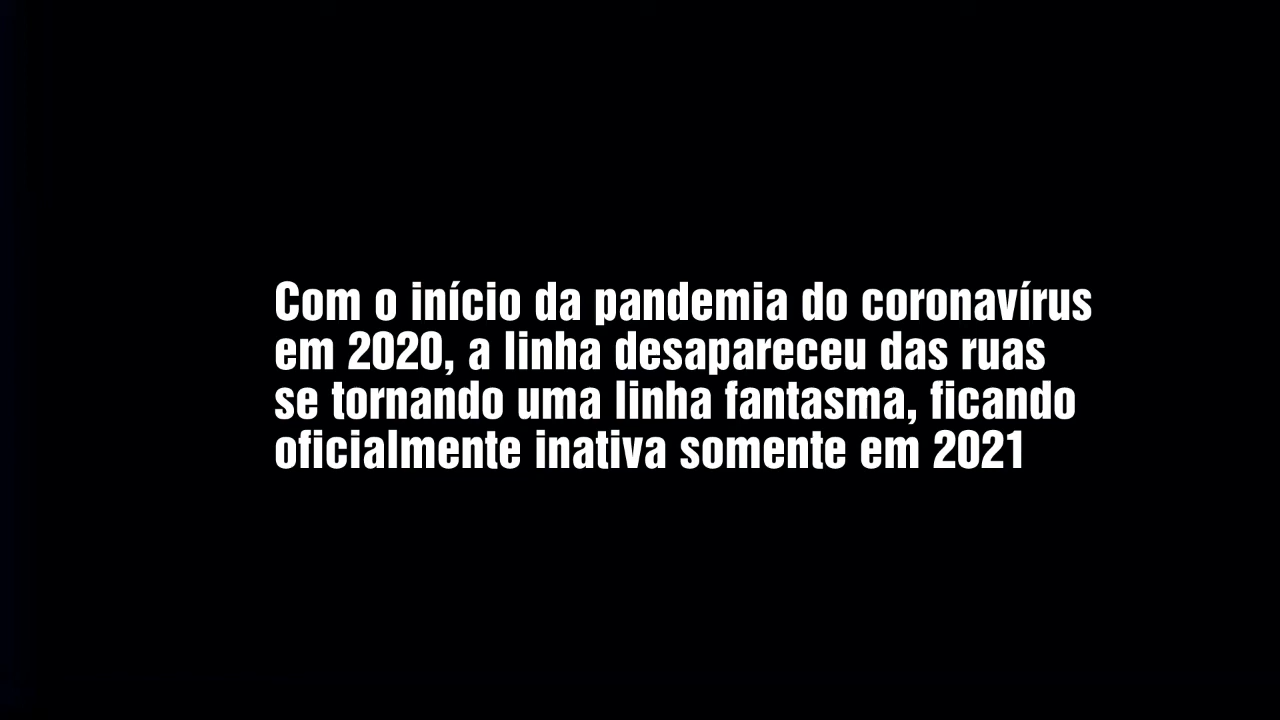 Com o início da pandemia do coronavírus
em 2020, a linha desapareceu das ruas
se tornando uma linha fantasma, ficando
oficialmente inativa somente em 2021